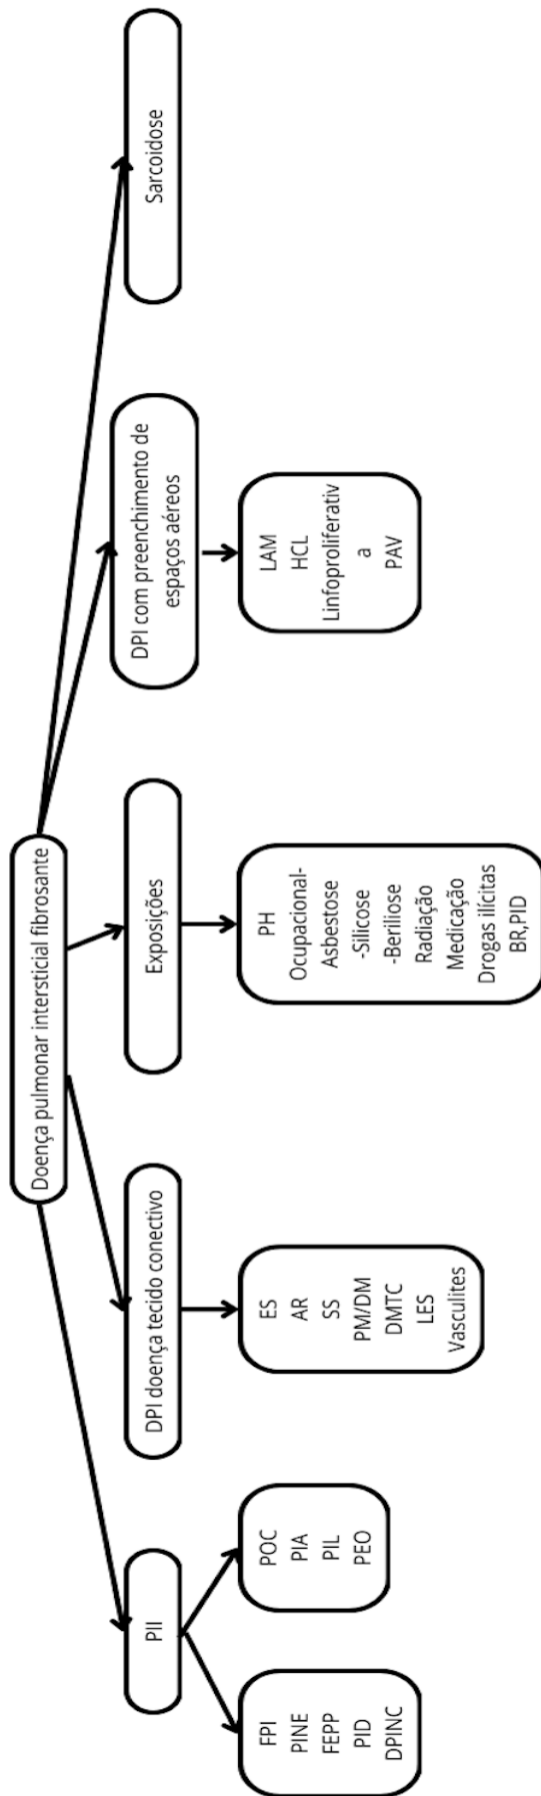 Doença pulmonar intersticial fibrosante
PII
DPI doença tecido conectivo
Exposições
DPI com preenchimento de
espaços aéreos
Sarcoidose
FPI
PINE
FEPP
PID
DPINC
POC
PIA
PIL
PEO
ES
AR
SS
PM/DM
DMTC
LES
Vasculites
PH
Ocupacional-
Asbestose
-Silicose
-Beriliose
Radiação
Medicação
Drogas ilícitas
BR,PID
LAM
HCL
Linfoproliferativ
a
PAV